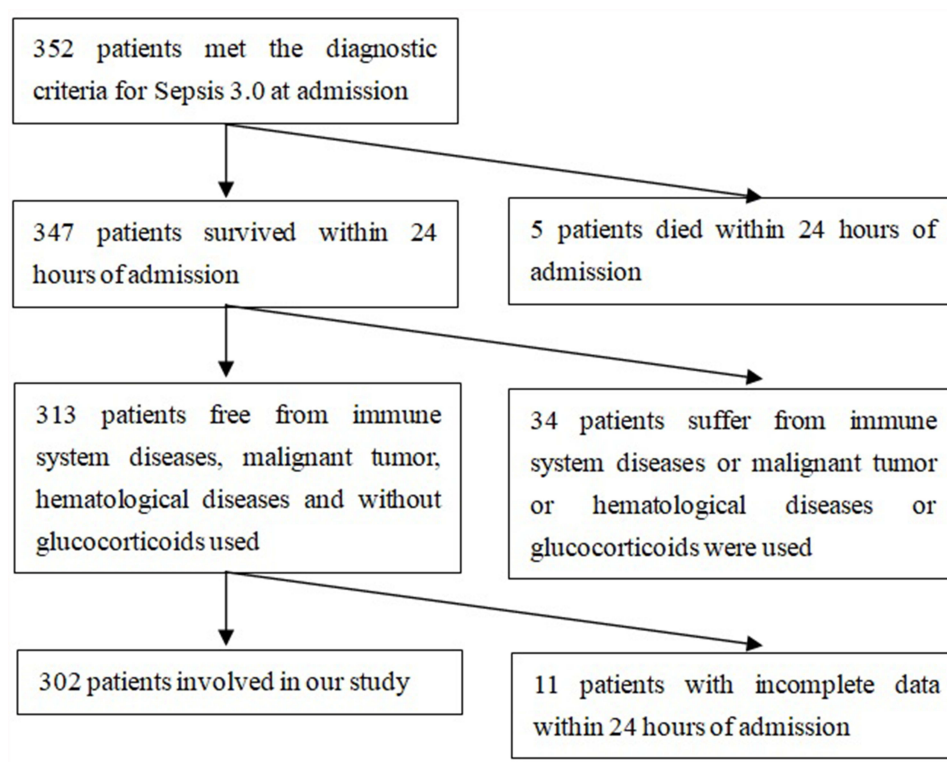 352 patients met the diagnostic
criteria for Sepsis 3.0 at admission
347 patients survived within 24
hours of admission
5 patients died within 24 hours of
admission
313 patients free from immune
system diseases, malignant tumor,
hematological diseases and without
glucocorticoids used
34 patients suffer from immune
system diseases or malignant tumor
or hematological diseases or
glucocorticoids were used
302 patients involved in our study
11 patients with incomplete data
within 24 hours of admission